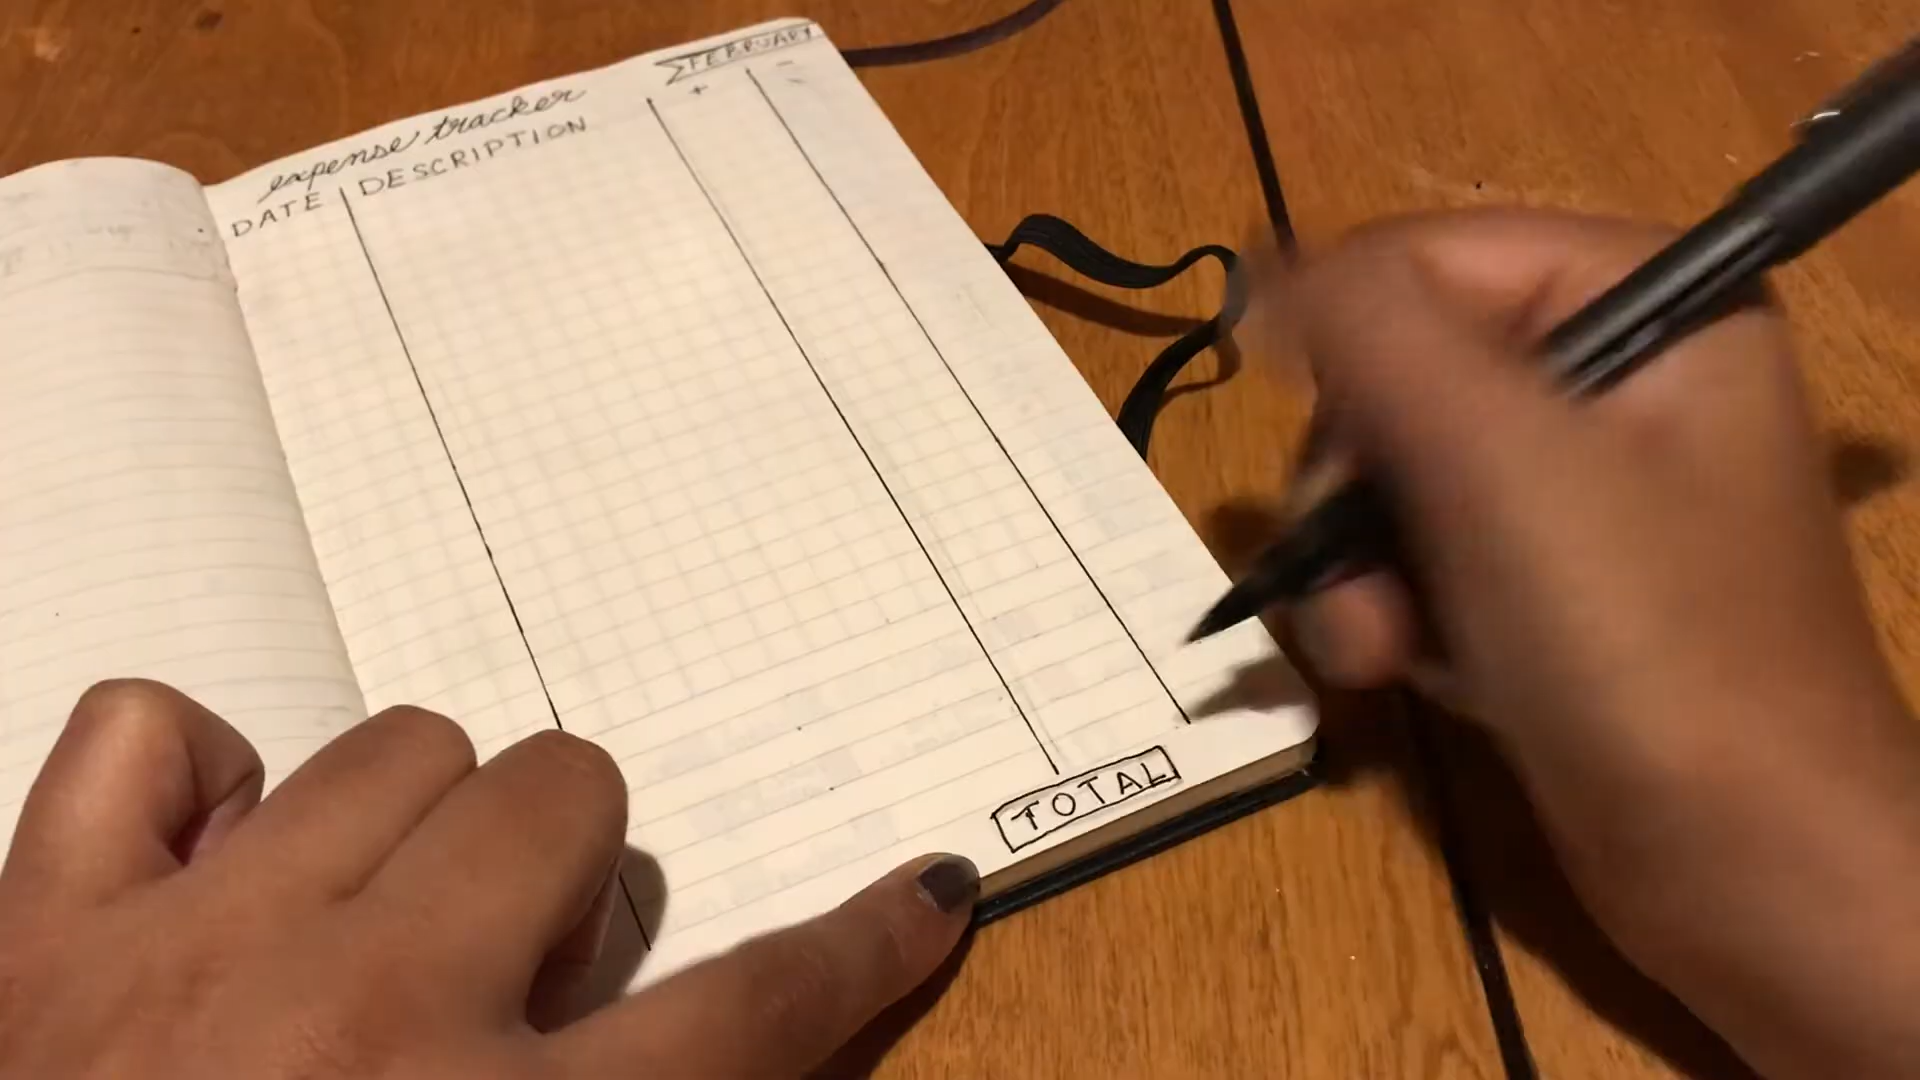 FEBRUARY
expense tracker
+ -
DATE DESCRIPTION
TOTAL